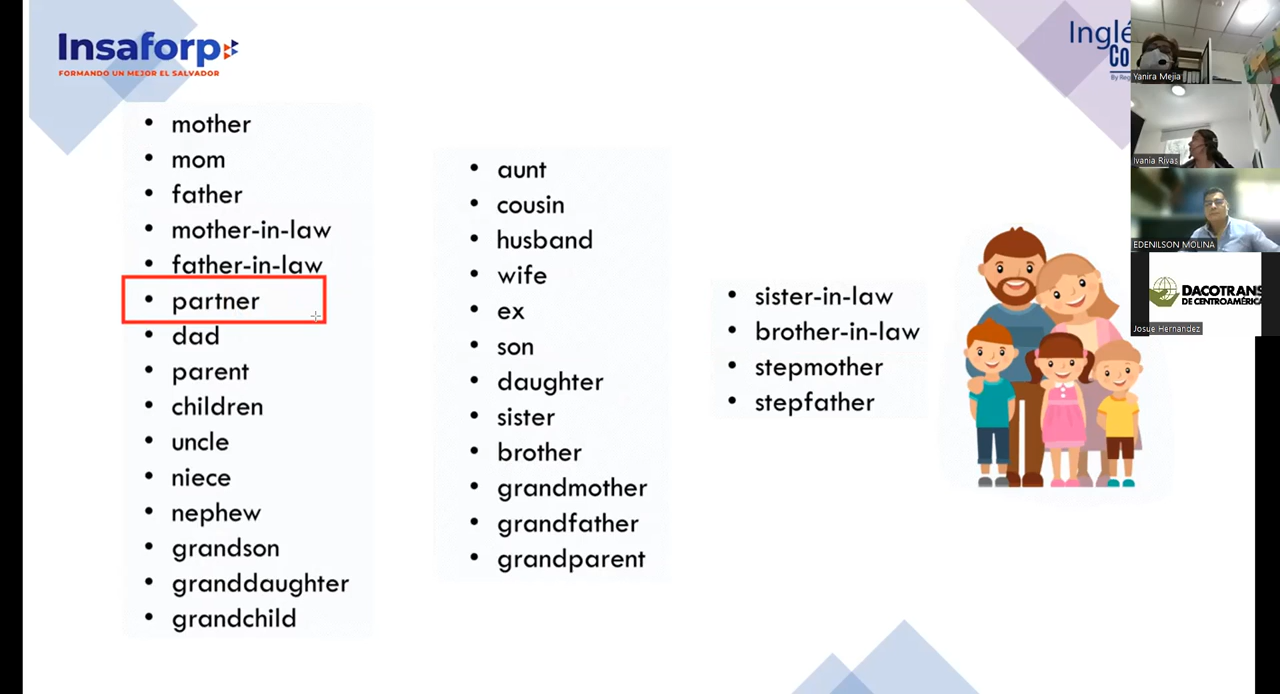 Insaforp
FORMANDO UN MEJOR EL SALVADOR
• mother
• mom
• father
• mother-in-law
• father-in-law
• partner
• dad
• parent
• children
• uncle
• niece
• nephew
• grandson
• granddaughter
• grandchild
• aunt
• cousin
• husband
• wife
• ex
• son
• daughter
• sister
• brother
• grandmother
• grandfather
• grandparent
• sister-in-law
• brother-in-law
• stepmother
• stepfather
Yanira Mejia
Ivania Rivas
EDENILSON MOLINA
DACOTRANS
DE CENTROAMÉRICA
Josue Hernandez